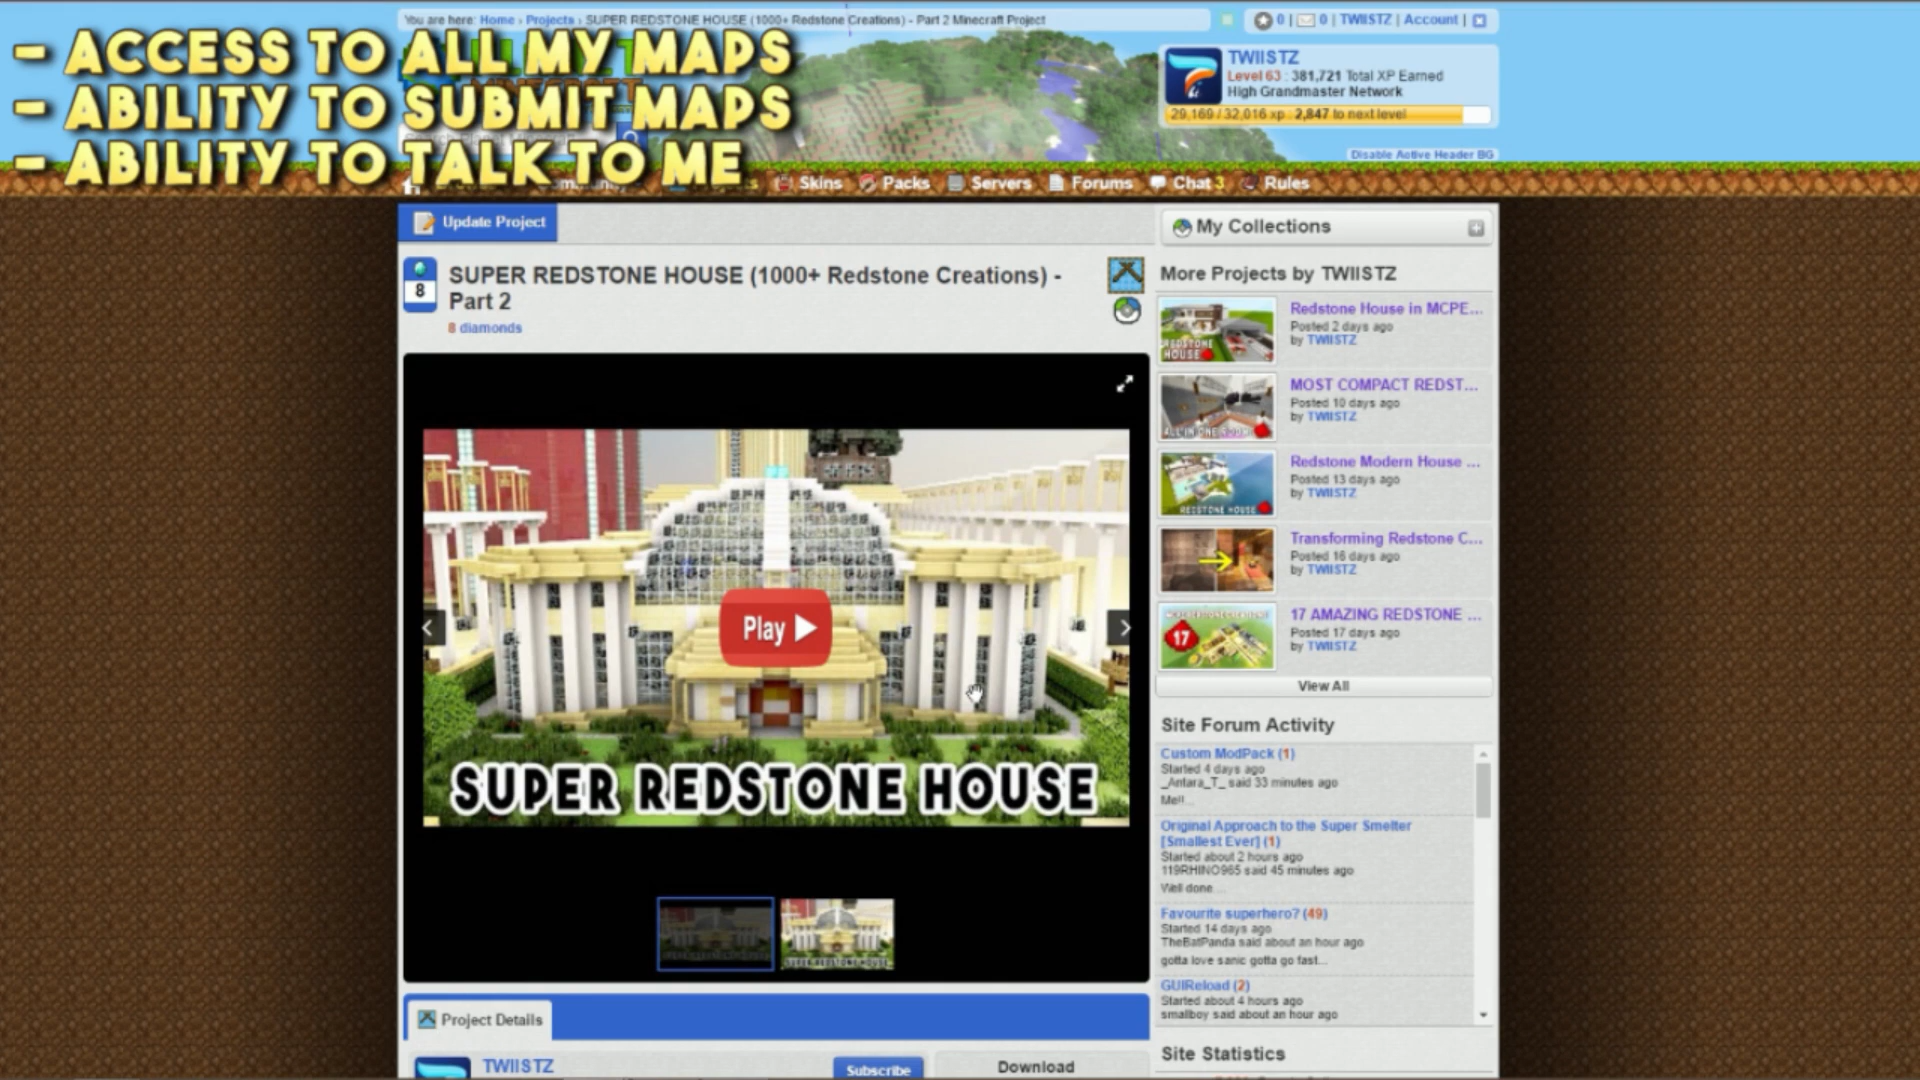 You are here: Home › Projects › SUPER REDSTONE HOUSE (1000+ Redstone Creations) - Part 2 Minecraft Project
0 | 0 | TWIISTZ | Account |
- ACCESS TO ALL MY MAPS
- ABILITY TO SUBMIT MAPS
- ABILITY TO TALK TO ME
TWIISTZ
Level 63 : 381,721 Total XP Earned
High Grandmaster Network
29,169 / 32,016 xp : 2,847 to next level
Disable Active Header BG
Skins Packs Servers Forums Chat 3 Rules
Update Project
8
SUPER REDSTONE HOUSE (1000+ Redstone Creations) -
Part 2
8 diamonds
Play
SUPER REDSTONE HOUSE
SUPER REDSTONE HOUSE
Project Details
TWIISTZ
Subscribe
Download
My Collections
More Projects by TWIISTZ
REDSTONE
HOUSE
Redstone House in MCPE...
Posted 2 days ago
by TWIISTZ
ALL IN ONE ROOM
MOST COMPACT REDST...
Posted 10 days ago
by TWIISTZ
REDSTONE HOUSE
Redstone Modern House ...
Posted 13 days ago
by TWIISTZ
Transforming Redstone C...
Posted 16 days ago
by TWIISTZ
17
17 AMAZING REDSTONE ...
Posted 17 days ago
by TWIISTZ
View All
Site Forum Activity
Custom ModPack (1)
Started 4 days ago
_Antara_T_ said 33 minutes ago
Me!!...
Original Approach to the Super Smelter
[Smallest Ever] (1)
Started about 2 hours ago
119RHINO965 said 45 minutes ago
Well done....
Favourite superhero? (49)
Started 14 days ago
TheBatPanda said about an hour ago
gotta love sanic gotta go fast...
GUIReload (2)
Started about 4 hours ago
smallboy said about an hour ago
Site Statistics